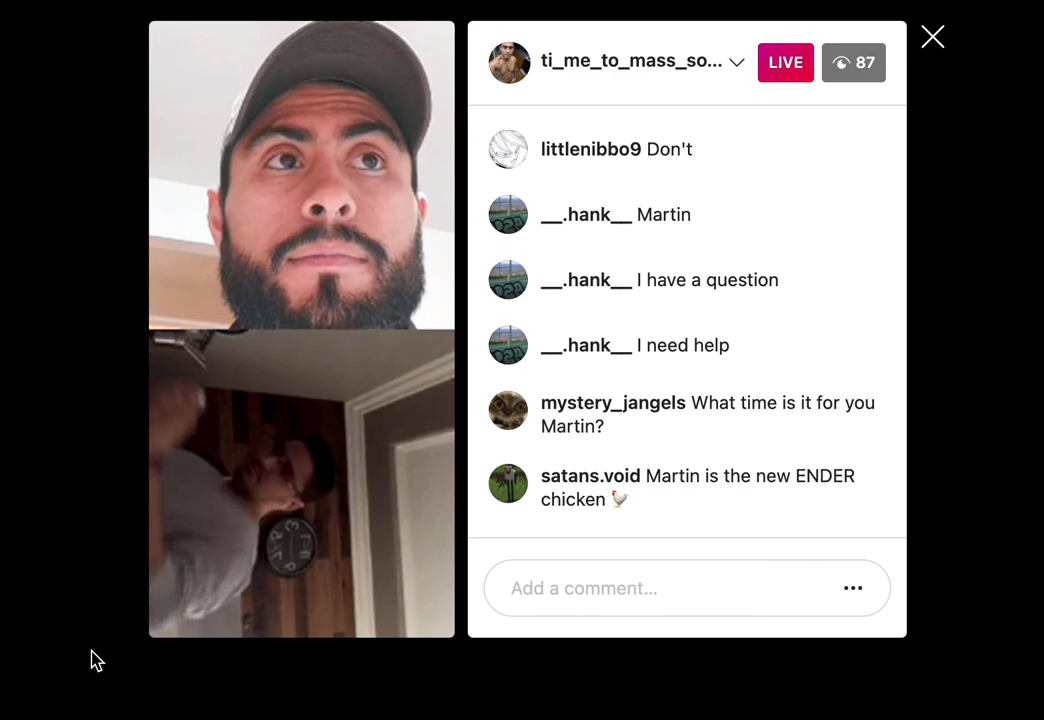 ti_me_to_mass_so... LIVE 87
littlenibbo9 Don't
__.hank__ Martin
__.hank__ I have a question
__.hank__ I need help
mystery_jangels What time is it for you
Martin?
satans.void Martin is the new ENDER
chicken 🐓
Add a comment...